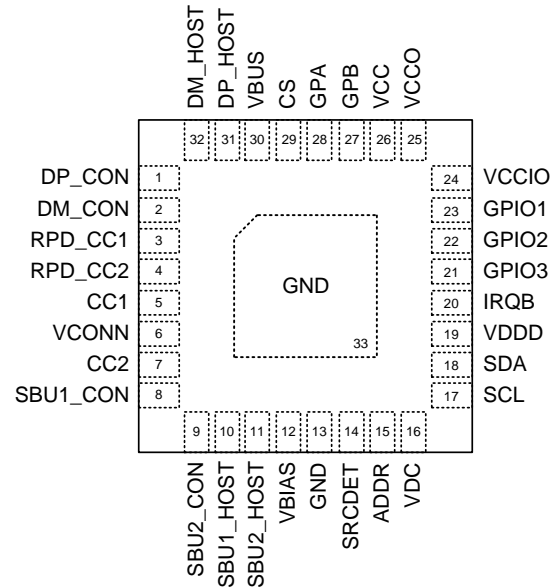 DM_HOST
DP_HOST
VBUS
CS
GPA
GPB
VCC
VCCO
32
31
30
29
28
27
26
25
DP_CON 1
DM_CON 2
RPD_CC1 3
RPD_CC2 4
CC1 5
VCONN 6
CC2 7
SBU1_CON 8
GND
33
24 VCCIO
23 GPIO1
22 GPIO2
21 GPIO3
20 IRQB
19 VDDD
18 SDA
17 SCL
9
10
11
12
13
14
15
16
SBU2_CON
SBU1_HOST
SBU2_HOST
VBIAS
GND
SRCDET
ADDR
VDC